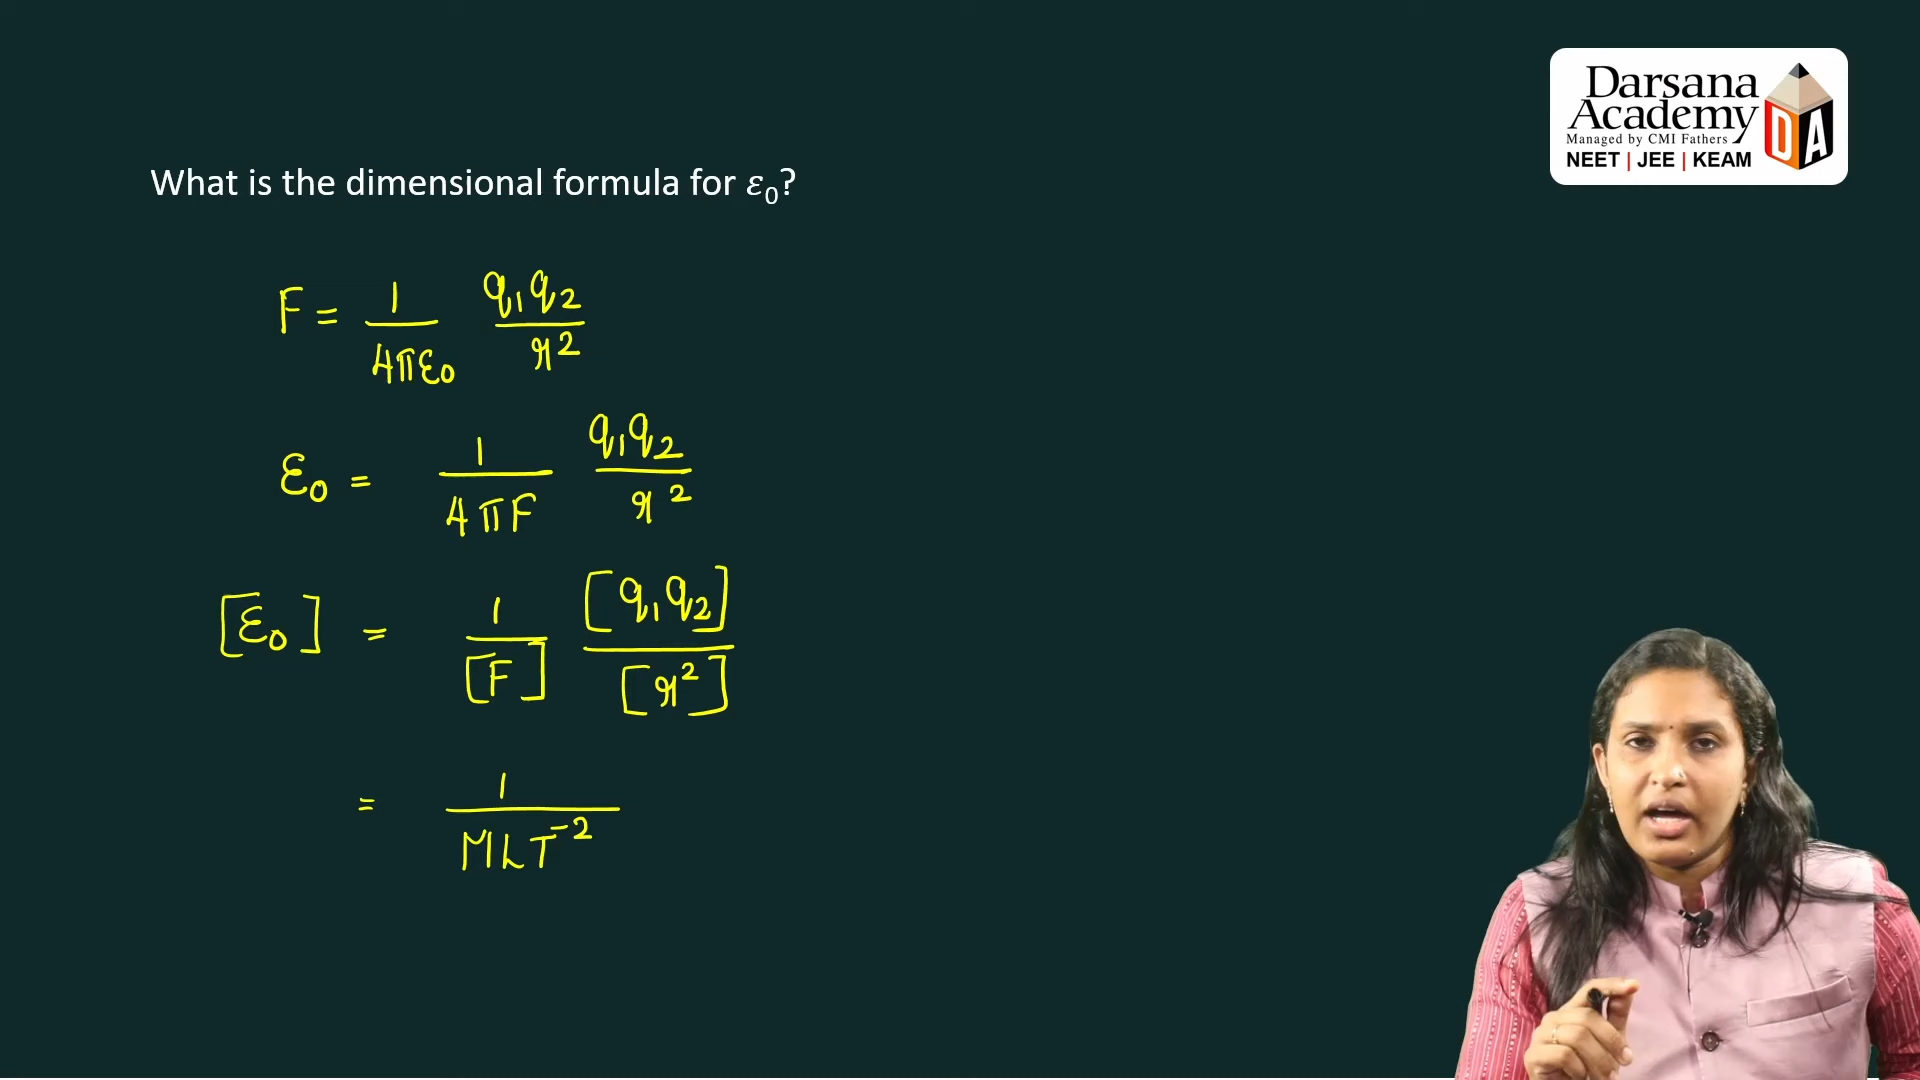 Darsana
Academy
Managed by CMI Fathers
DA
NEET | JEE | KEAM
What is the dimensional formula for ε₀?
F = 1/4πε₀ q₁q₂/r²
ε₀ = 1/4πF q₁q₂/r²
[ε₀] = 1/[F] [q₁q₂]/[r²]
= 1/MLT⁻²